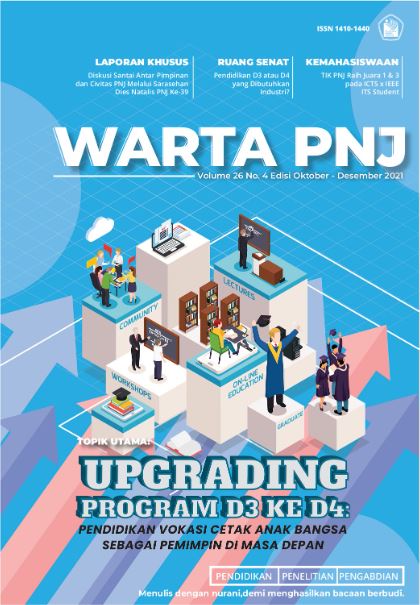 ISSN 1410-1440
LAPORAN KHUSUS
Diskusi Santai Antar Pimpinan
dan Civitas PNJ Melalui Sarasehan
Dies Natalis PNJ Ke-39
RUANG SENAT
Pendidikan D3 atau D4
yang Dibutuhkan
Industri?
KEMAHASISWAAN
TIK PNJ Raih Juara 1 & 3
pada ICTS x IEEE
ITS Student
WARTA PNJ
Volume 26 No. 4 Edisi Oktober - Desember 2021
LECTURES
COMMUNITY
WORKSHOPS
ON-LINE
EDUCATION
GRADUATE
TOPIK UTAMA:
UPGRADING
PROGRAM D3 KE D4:
PENDIDIKAN VOKASI CETAK ANAK BANGSA
SEBAGAI PEMIMPIN DI MASA DEPAN
PENDIDIKAN PENELITIAN PENGABDIAN
Menulis dengan nurani,demi menghasilkan bacaan berbudi.